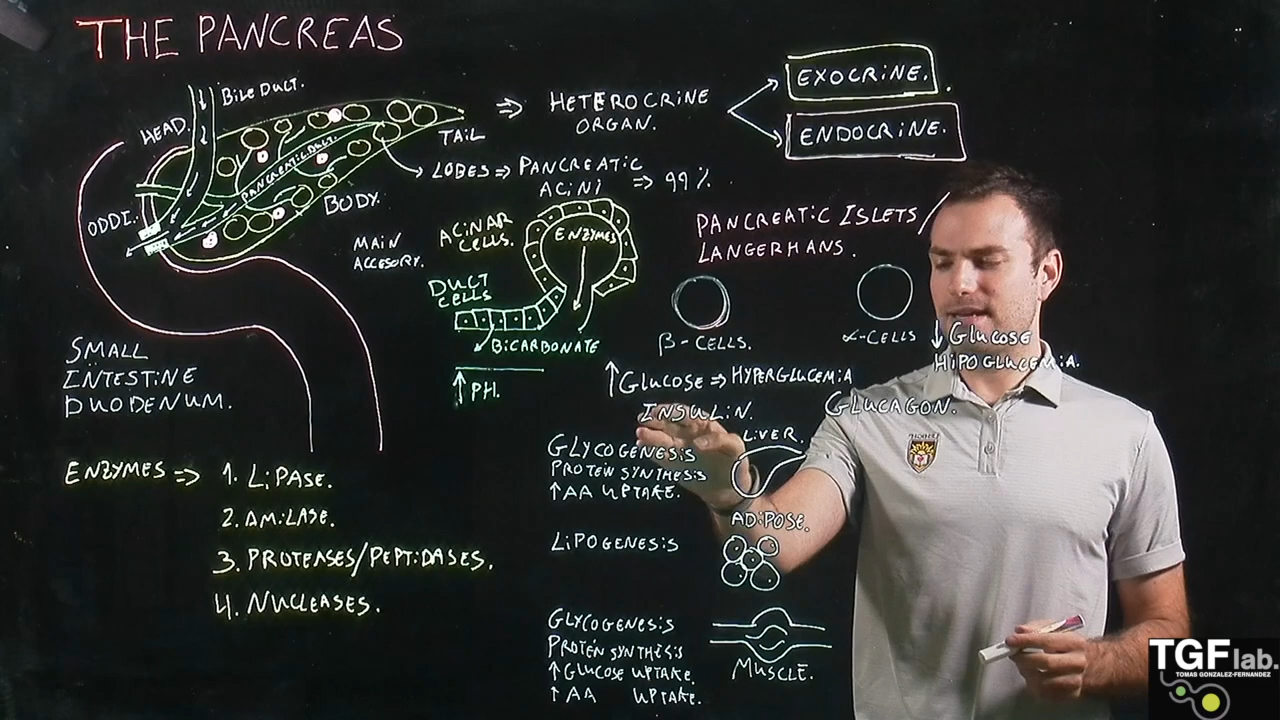 THE PANCREAS
BILE DUCT.
HEAD.
TAIL
PANCREATIC DUCT
BODY.
ODDI.
MAIN
ACCESORY.
SMALL
INTESTINE
DUODENUM.
⇒ HETEROCRINE
ORGAN.
EXOCRINE.
ENDOCRINE.
LOBES ⇒ PANCREATIC
ACINI ⇒ 99%
ACINAR
CELLS.
ENZYMES
DUCT
CELLS
BICARBONATE
↑ PH.
PANCREATIC ISLETS /
LANGERHANS.
β-CELLS.
α-CELLS
↑ GLUCOSE ⇒ HYPERGLUCEMIA
INSULIN.
↓ GLUCOSE
HIPOGLUCEMIA.
GLUCAGON.
GLYCOGENESIS
PROTEIN SYNTHESIS
↑ AA UPTAKE.
LIVER.
LIPOGENESIS
ADIPOSE.
GLYCOGENESIS
PROTEIN SYNTHESIS
↑ GLUCOSE UPTAKE.
↑ AA UPTAKE.
MUSCLE.
ENZYMES ⇒ 1. LIPASE.
2. AMILASE.
3. PROTEASES/PEPTIDASES.
4. NUCLEASES.
TGF lab.
TOMAS GONZALEZ-FERNANDEZ